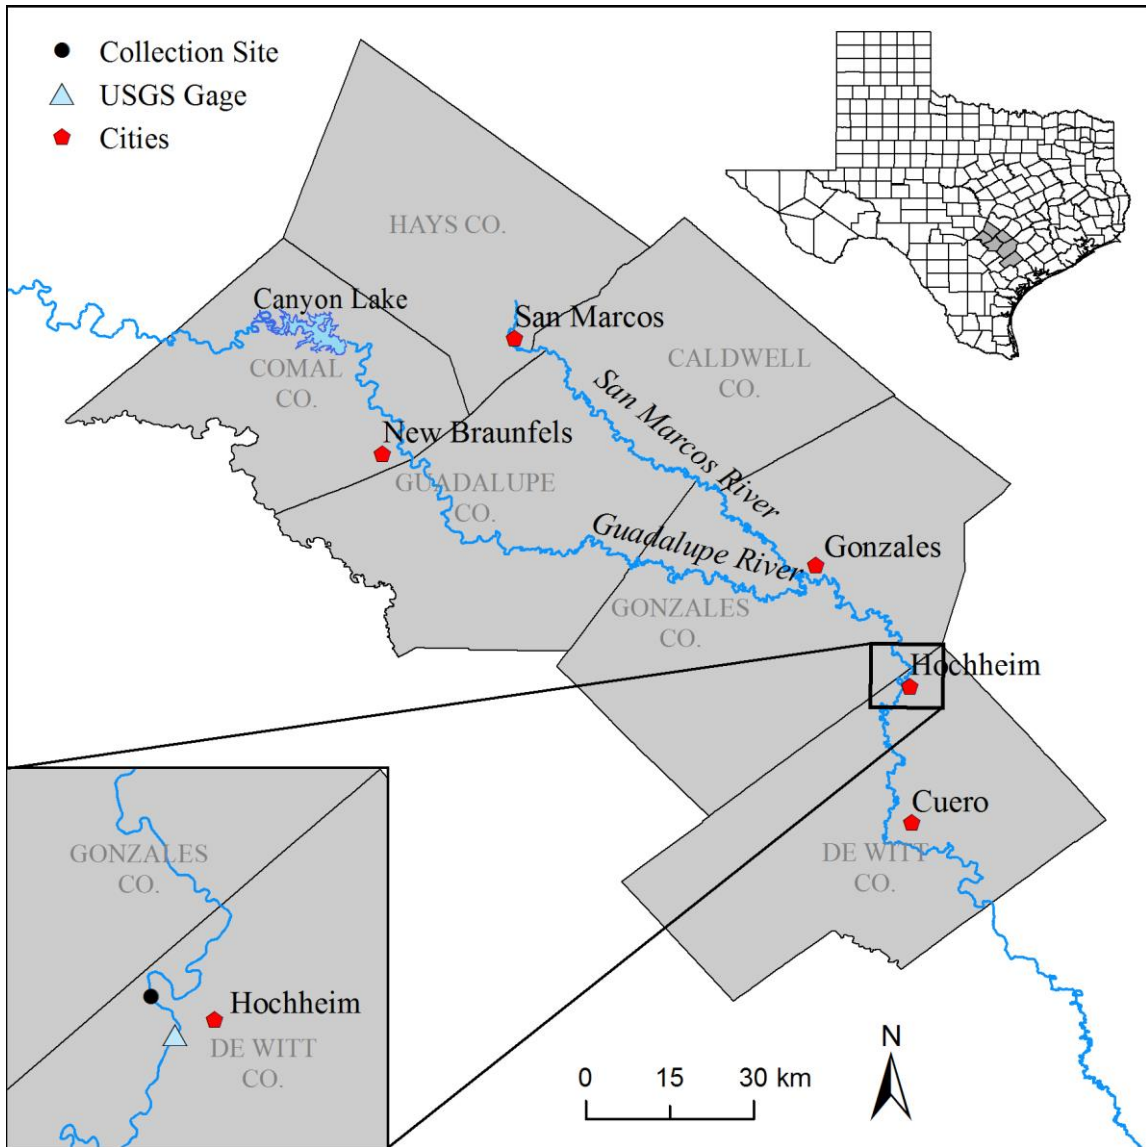 Collection Site
USGS Gage
Cities
HAYS CO.
Canyon Lake
San Marcos
COMAL
CO.
CALDWELL
CO.
San Marcos River
New Braunfels
GUADALUPE
CO.
Guadalupe River
Gonzales
GONZALES
CO.
Hochheim
Cuero
DE WITT
CO.
GONZALES
CO.
Hochheim
DE WITT
CO.
0 15 30 km
N